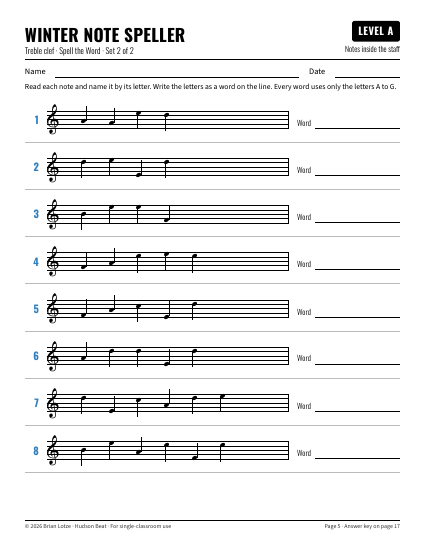 WINTER NOTE SPELLER
LEVEL A
Treble clef · Spell the Word · Set 2 of 2
Notes inside the staff
Name Date
Read each note and name it by its letter. Write the letters as a word on the line. Every word uses only the letters A to G.
1 Word
2 Word
3 Word
4 Word
5 Word
6 Word
7 Word
8 Word
© 2026 Brian Lotze · Hudson Beat · For single-classroom use
Page 5 · Answer key on page 17